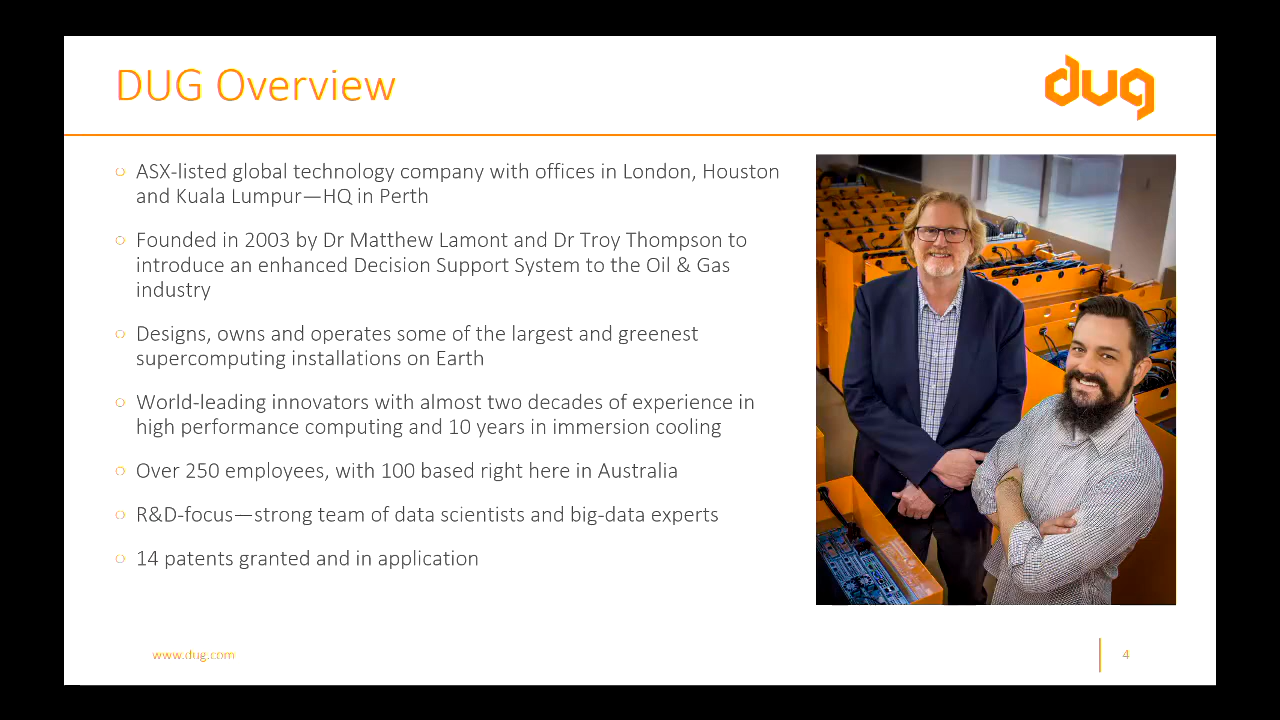 DUG Overview
dug
ASX-listed global technology company with offices in London, Houston
and Kuala Lumpur—HQ in Perth
Founded in 2003 by Dr Matthew Lamont and Dr Troy Thompson to
introduce an enhanced Decision Support System to the Oil & Gas
industry
Designs, owns and operates some of the largest and greenest
supercomputing installations on Earth
World-leading innovators with almost two decades of experience in
high performance computing and 10 years in immersion cooling
Over 250 employees, with 100 based right here in Australia
R&D-focus—strong team of data scientists and big-data experts
14 patents granted and in application
www.dug.com
4